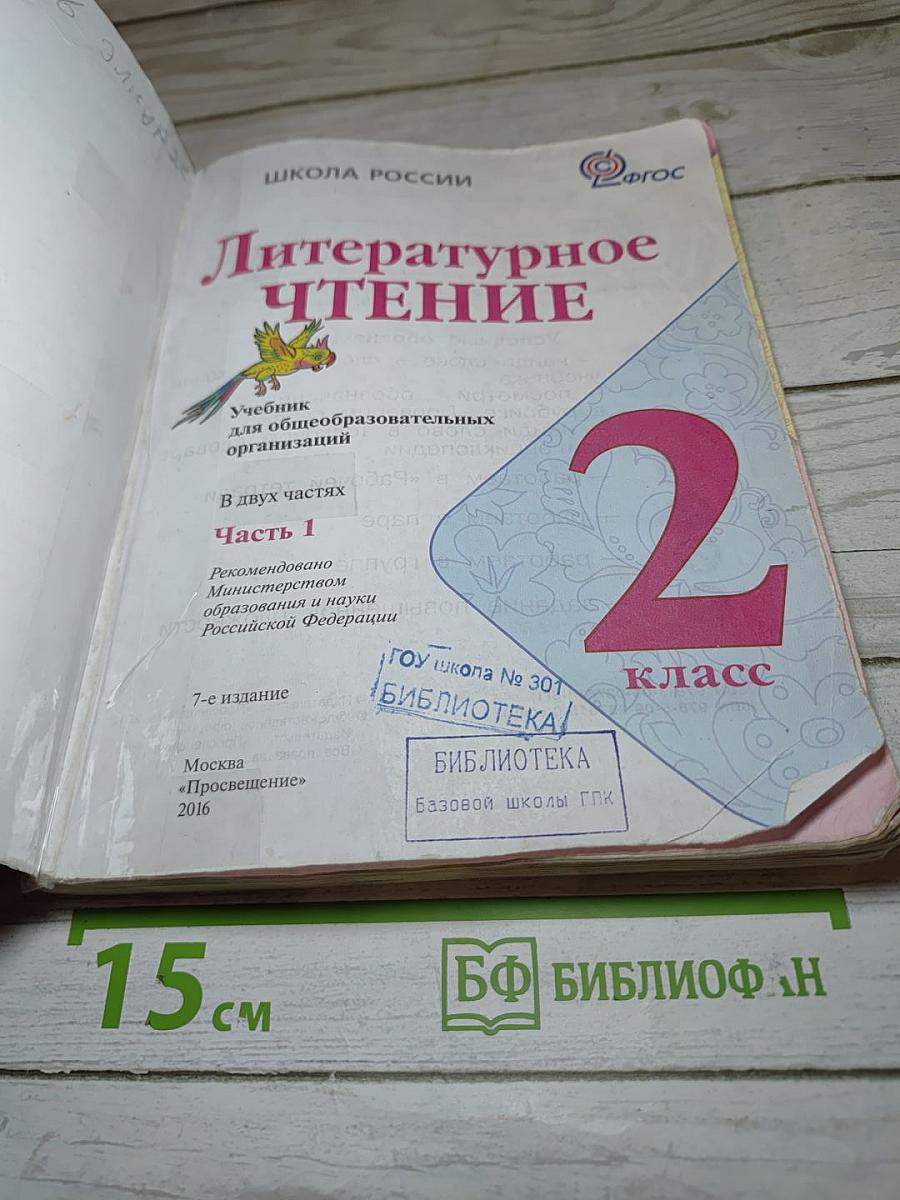 ШКОЛА РОССИИ
ФГОС
Литературное
ЧТЕНИЕ
Учебник
для общеобразовательных
организаций
В двух частях
Часть 1
Рекомендовано
Министерством
образования и науки
Российской Федерации
2
класс
7-е издание
ГОУ школа № 301
БИБЛИОТЕКА
БИБЛИОТЕКА
Базовой школы ГПК
Москва
«Просвещение»
2016
15 см
БФ БИБЛИОФ